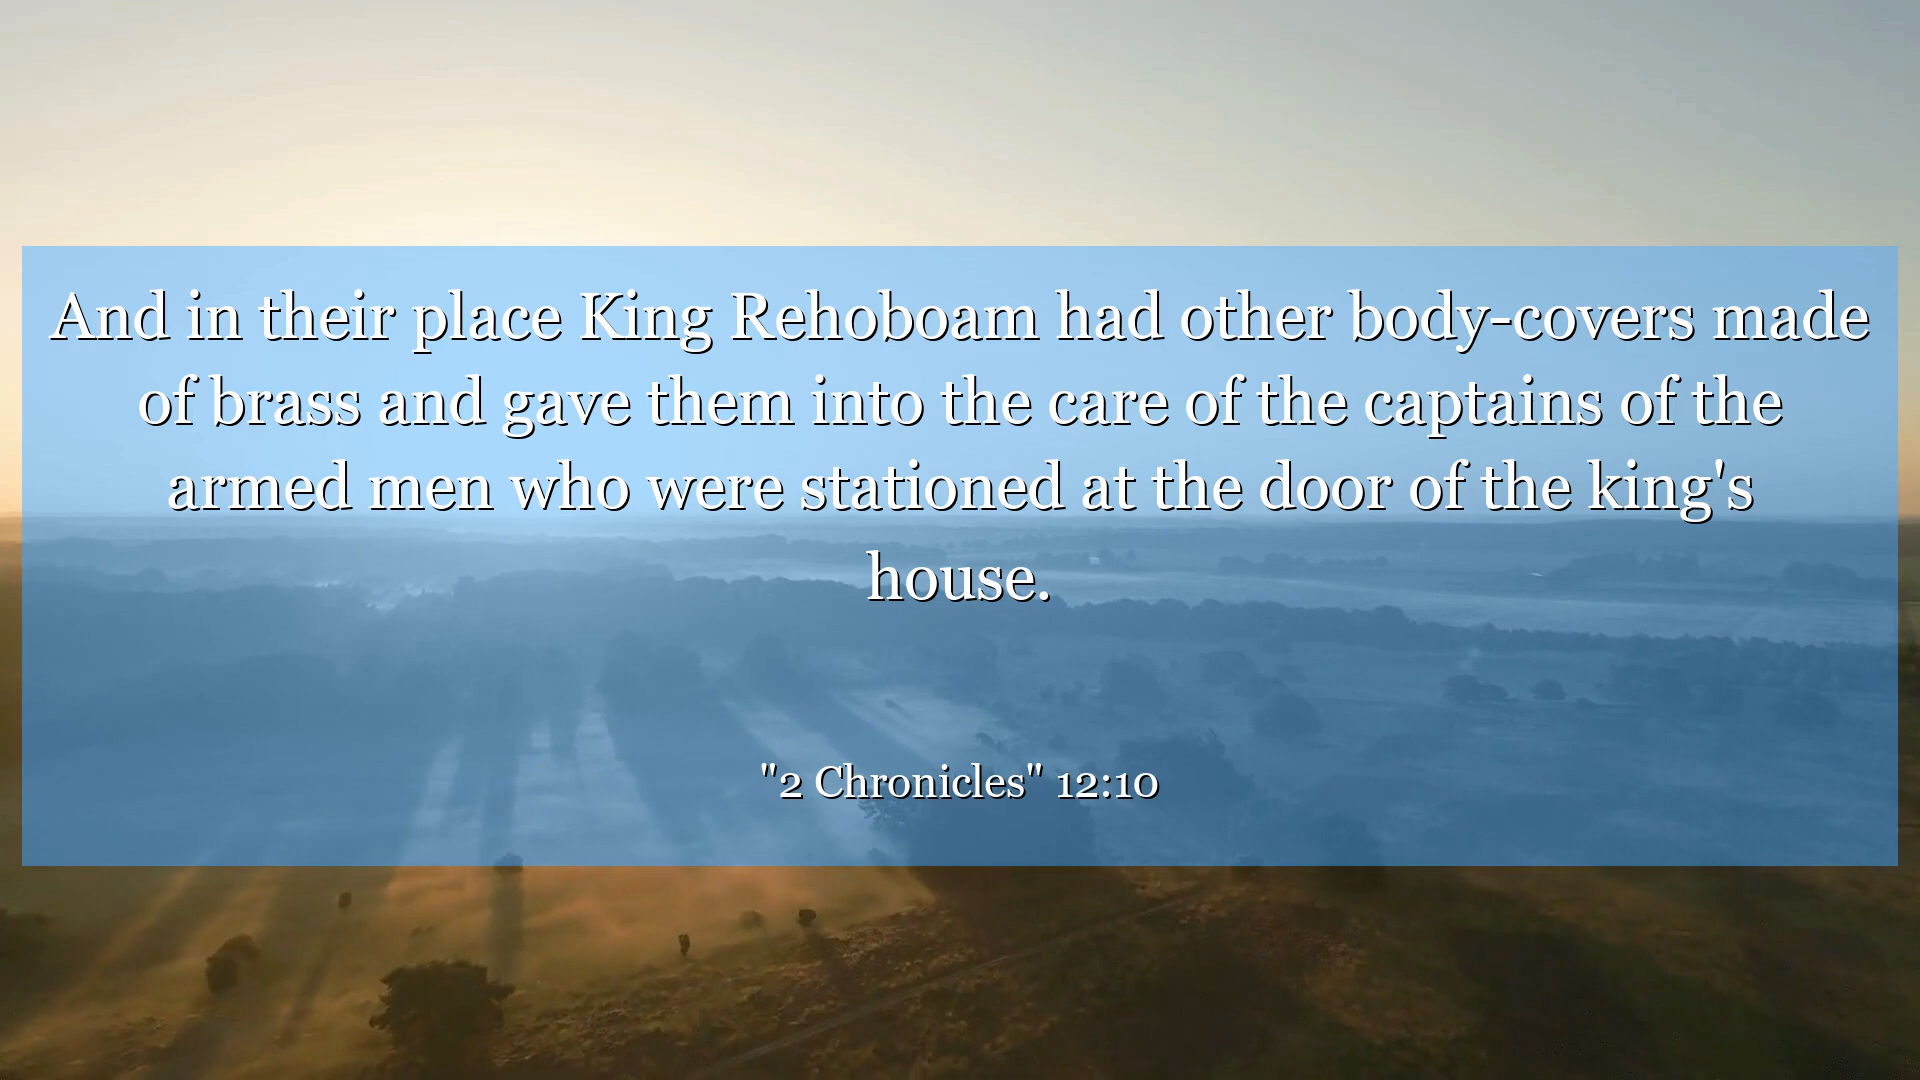 And in their place King Rehoboam had other body-covers made
of brass and gave them into the care of the captains of the
armed men who were stationed at the door of the king's
house.
"2 Chronicles" 12:10